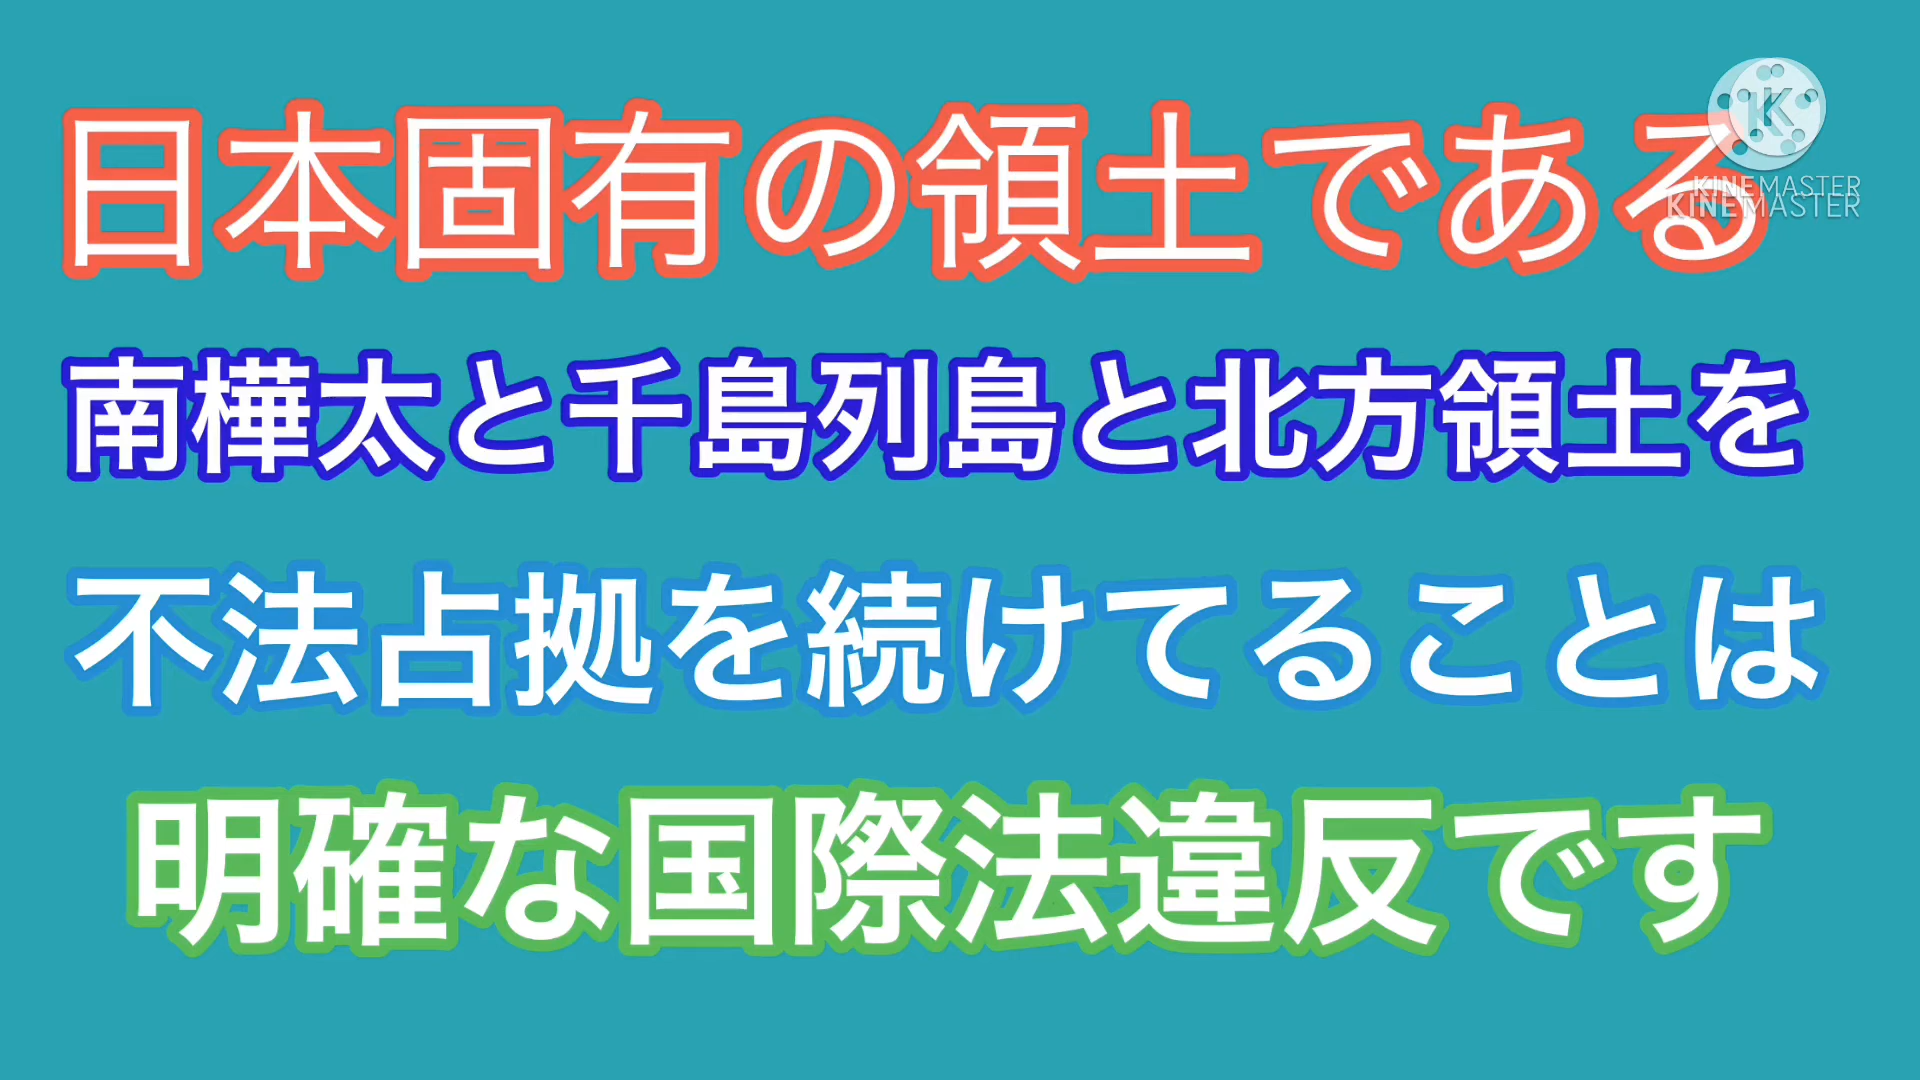 日本固有の領土である
KINEMASTER
KINEMASTER
南樺太と千島列島と北方領土を
不法占拠を続けてることは
明確な国際法違反です